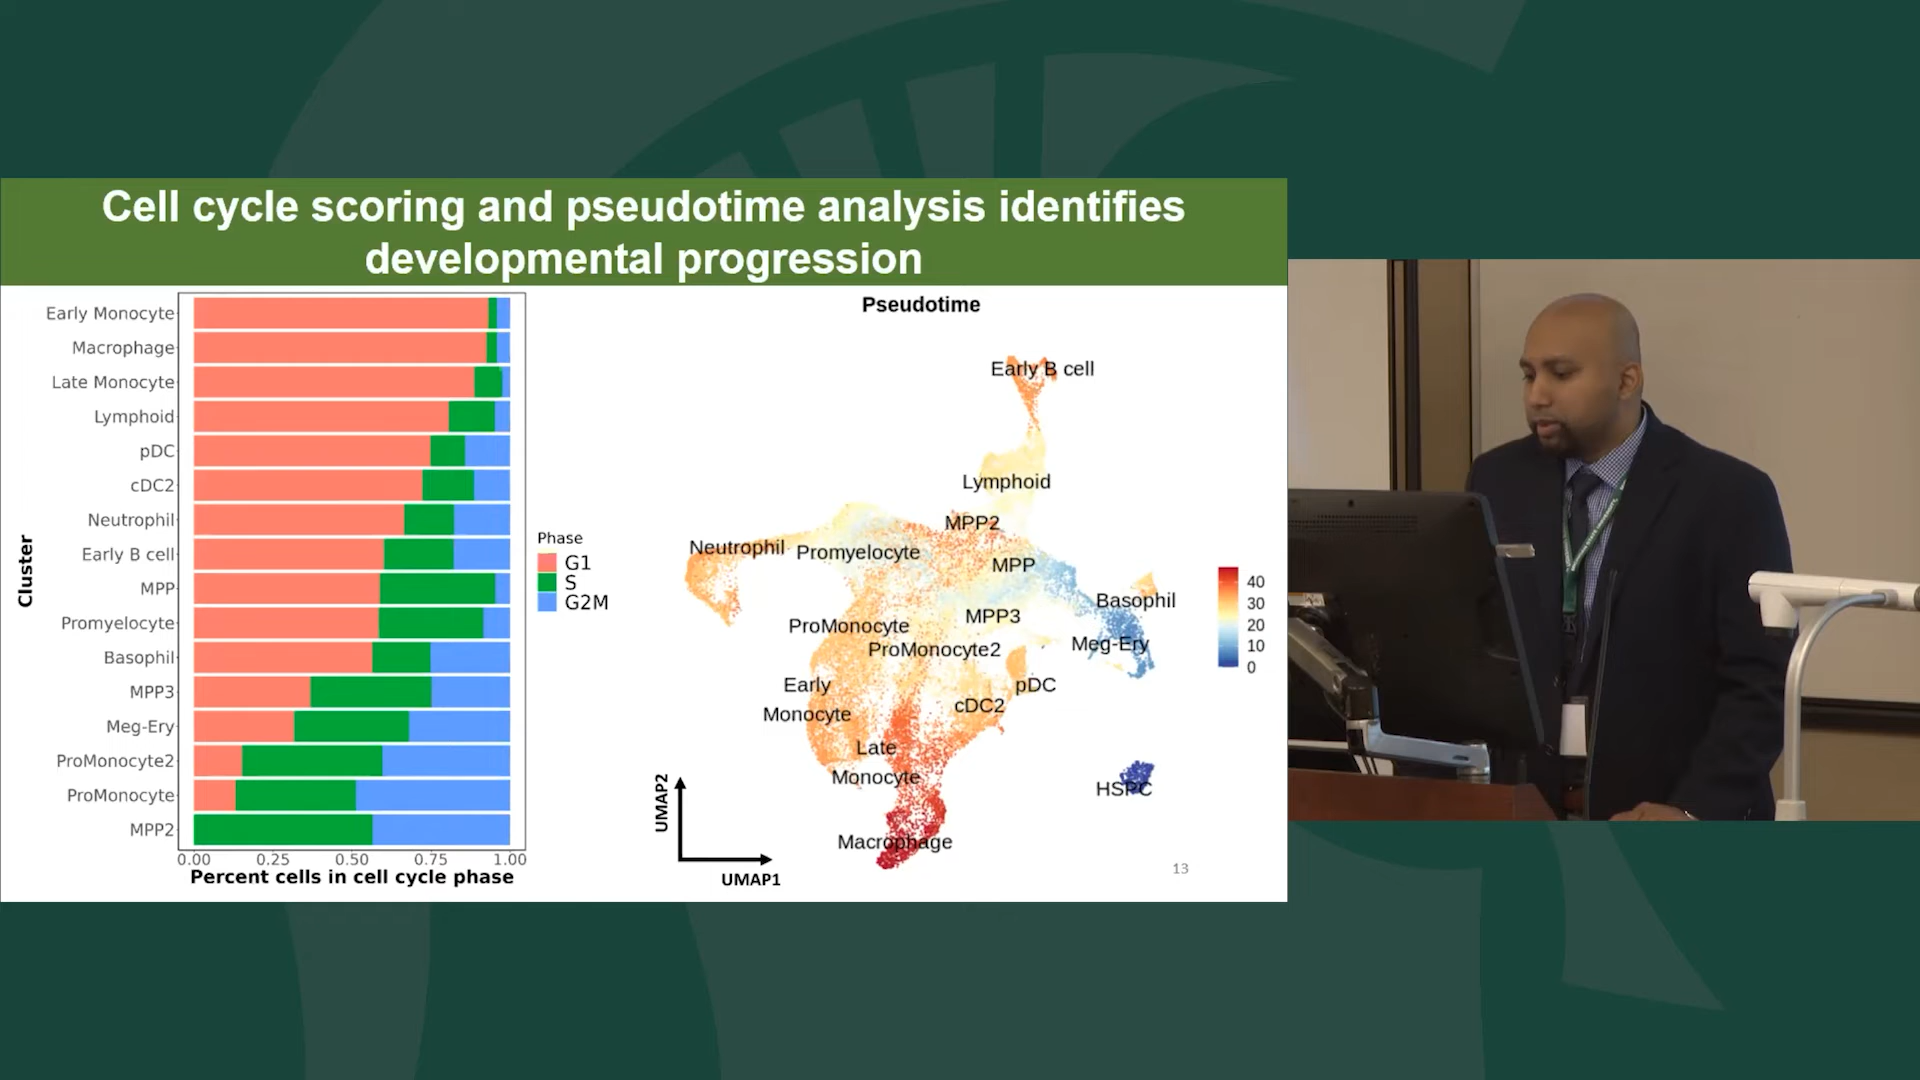 Cell cycle scoring and pseudotime analysis identifies
developmental progression
Cluster
Early Monocyte
Macrophage
Late Monocyte
Lymphoid
pDC
cDC2
Neutrophil
Early B cell
MPP
Promyelocyte
Basophil
MPP3
Meg-Ery
ProMonocyte2
ProMonocyte
MPP2
0.00 0.25 0.50 0.75 1.00
Percent cells in cell cycle phase
Phase
G1
S
G2M
Pseudotime
Early B cell
Lymphoid
MPP2
Neutrophil
Promyelocyte
MPP
Basophil
MPP3
ProMonocyte
Meg-Ery
ProMonocyte2
Early
Monocyte
pDC
cDC2
Late
Monocyte
HSPC
Macrophage
40
30
20
10
0
UMAP2
UMAP1
13